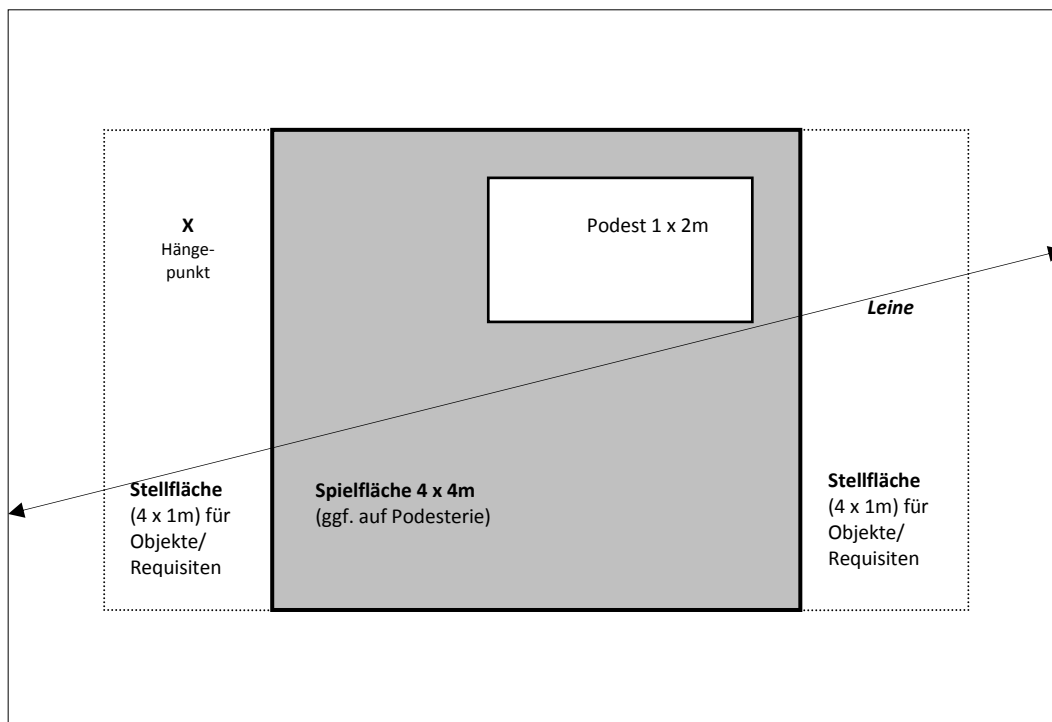 X
Hänge-
punkt
Podest 1 x 2m
Leine
Stellfläche
(4 x 1m) für
Objekte/
Requisiten
Spielfläche 4 x 4m
(ggf. auf Podesterie)
Stellfläche
(4 x 1m) für
Objekte/
Requisiten